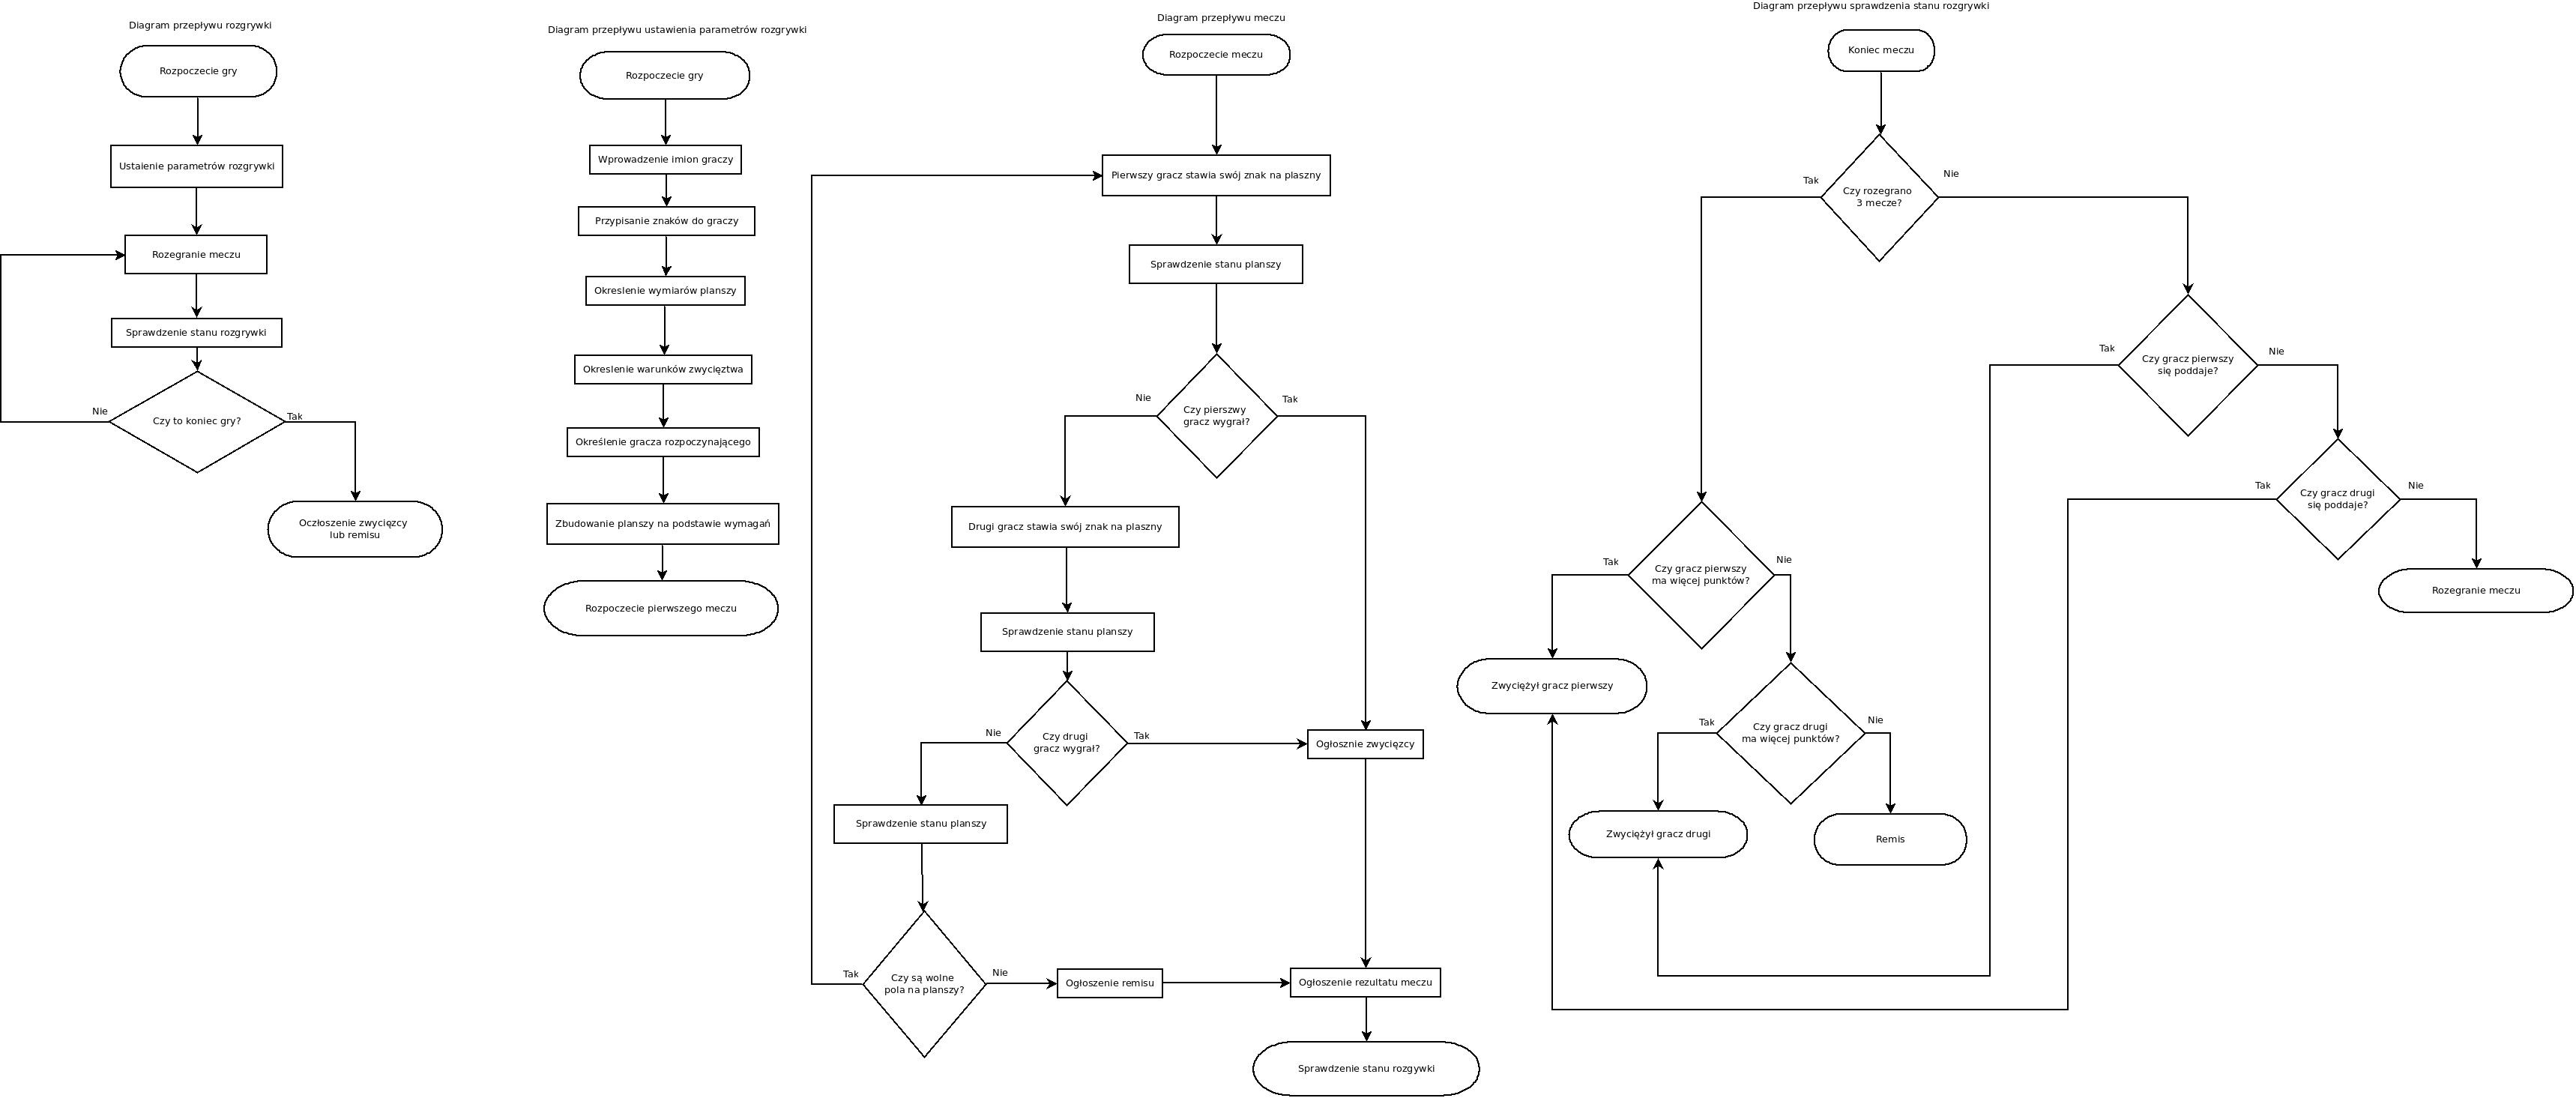 Diagram przepływu rozgrywki
Rozpoczecie gry
Ustaienie parametrów rozgrywki
Rozegranie meczu
Sprawdzenie stanu rozgrywki
Czy to koniec gry?
Nie
Tak
Oczłoszenie zwycięzcy
lub remisu
Diagram przepływu ustawienia parametrów rozgrywki
Rozpoczecie gry
Wprowadzenie imion graczy
Przypisanie znaków do graczy
Okreslenie wymiarów planszy
Okreslenie warunków zwycięztwa
Określenie gracza rozpoczynającego
Zbudowanie planszy na podstawie wymagań
Rozpoczecie pierwszego meczu
Diagram przepływu meczu
Rozpoczecie meczu
Pierwszy gracz stawia swój znak na plaszny
Sprawdzenie stanu planszy
Nie
Tak
Czy pierszwy
gracz wygrał?
Drugi gracz stawia swój znak na plaszny
Sprawdzenie stanu planszy
Nie
Tak
Czy drugi
gracz wygrał?
Ogłosznie zwycięzcy
Sprawdzenie stanu planszy
Tak
Nie
Czy są wolne
pola na planszy?
Ogłoszenie remisu
Ogłoszenie rezultatu meczu
Sprawdzenie stanu rozgywki
Diagram przepływu sprawdzenia stanu rozgrywki
Koniec meczu
Tak
Nie
Czy rozegrano
3 mecze?
Tak
Nie
Czy gracz pierwszy
się poddaje?
Tak
Nie
Czy gracz drugi
się poddaje?
Rozegranie meczu
Tak
Nie
Czy gracz pierwszy
ma więcej punktów?
Zwyciężył gracz pierwszy
Tak
Nie
Czy gracz drugi
ma więcej punktów?
Zwyciężył gracz drugi
Remis